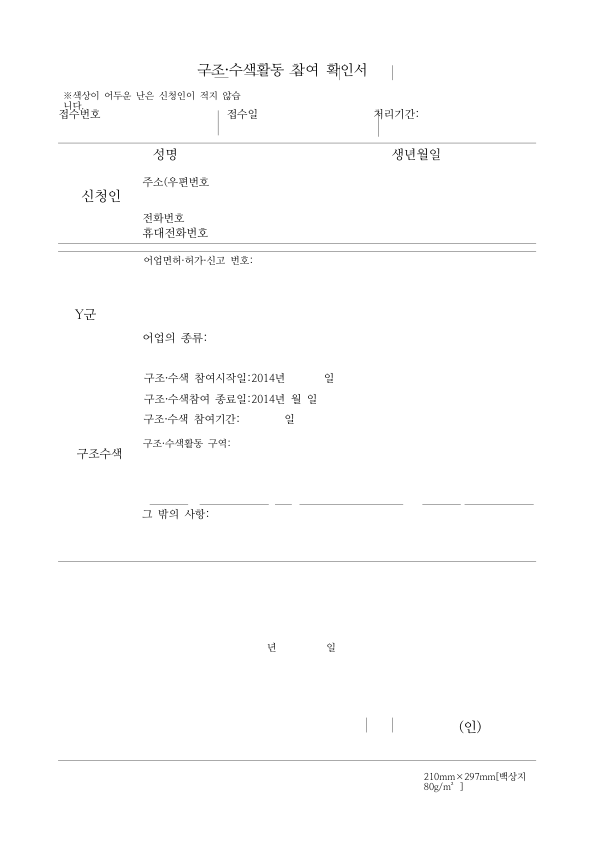 구조·수색활동 참여 확인서
※색상이 어두운 난은 신청인이 적지 않습
니다.
접수번호 접수일 처리기간:
성명 생년월일
주소(우편번호
신청인
전화번호
휴대전화번호
어업면허·허가·신고 번호:
Y군
어업의 종류:
구조·수색 참여시작일:2014년 일
구조·수색참여 종료일:2014년 월 일
구조·수색 참여기간: 일
구조·수색활동 구역:
구조수색
그 밖의 사항:
년 일
(인)
210mm×297mm[백상지
80g/m² ]